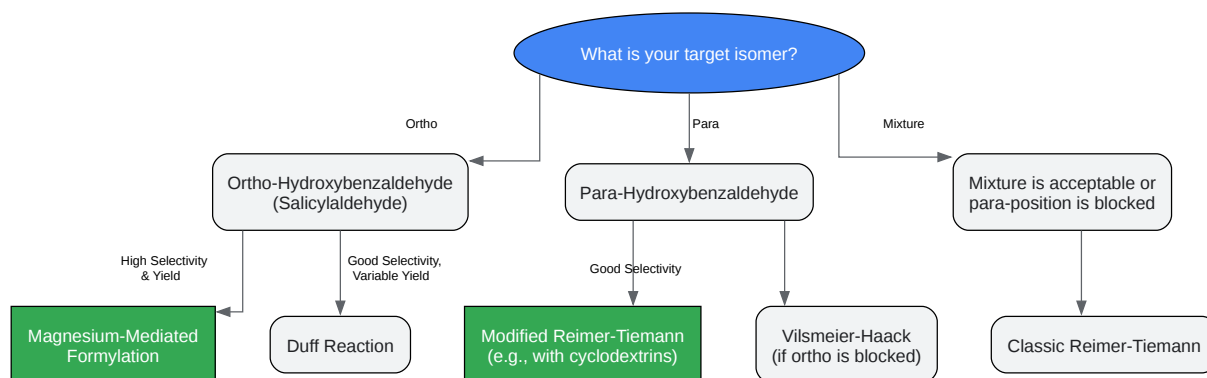 What is your target isomer?
Ortho
Para
Mixture
Ortho-Hydroxybenzaldehyde
(Salicylaldehyde)
Para-Hydroxybenzaldehyde
Mixture is acceptable or
para-position is blocked
High Selectivity
& Yield
Good Selectivity,
Variable Yield
Good Selectivity
Magnesium-Mediated
Formylation
Duff Reaction
Modified Reimer-Tiemann
(e.g., with cyclodextrins)
Vilsmeier-Haack
(if ortho is blocked)
Classic Reimer-Tiemann